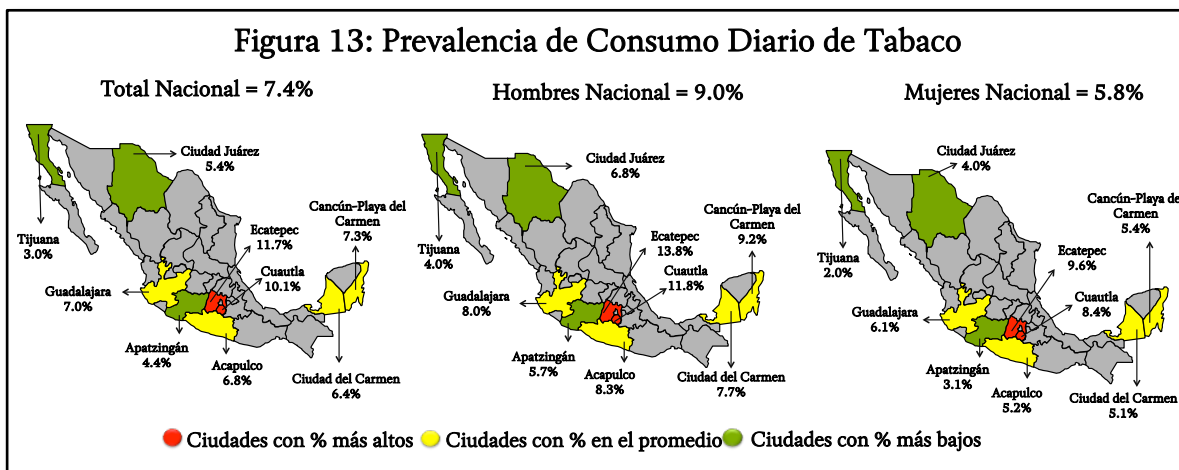 Figura 13: Prevalencia de Consumo Diario de Tabaco
Total Nacional = 7.4%
Ciudad Juárez
5.4%
Cancún-Playa del
Carmen
7.3%
Ecatepec
11.7%
Tijuana
3.0%
Cuautla
10.1%
Guadalajara
7.0%
Apatzingán
4.4%
Acapulco
6.8%
Ciudad del Carmen
6.4%
Hombres Nacional = 9.0%
Ciudad Juárez
6.8%
Cancún-Playa del
Carmen
9.2%
Ecatepec
13.8%
Tijuana
4.0%
Cuautla
11.8%
Guadalajara
8.0%
Apatzingán
5.7%
Acapulco
8.3%
Ciudad del Carmen
7.7%
Mujeres Nacional = 5.8%
Ciudad Juárez
4.0%
Cancún-Playa del
Carmen
5.4%
Ecatepec
9.6%
Tijuana
2.0%
Cuautla
8.4%
Guadalajara
6.1%
Apatzingán
3.1%
Acapulco
5.2%
Ciudad del Carmen
5.1%
Ciudades con % más altos
Ciudades con % en el promedio
Ciudades con % más bajos